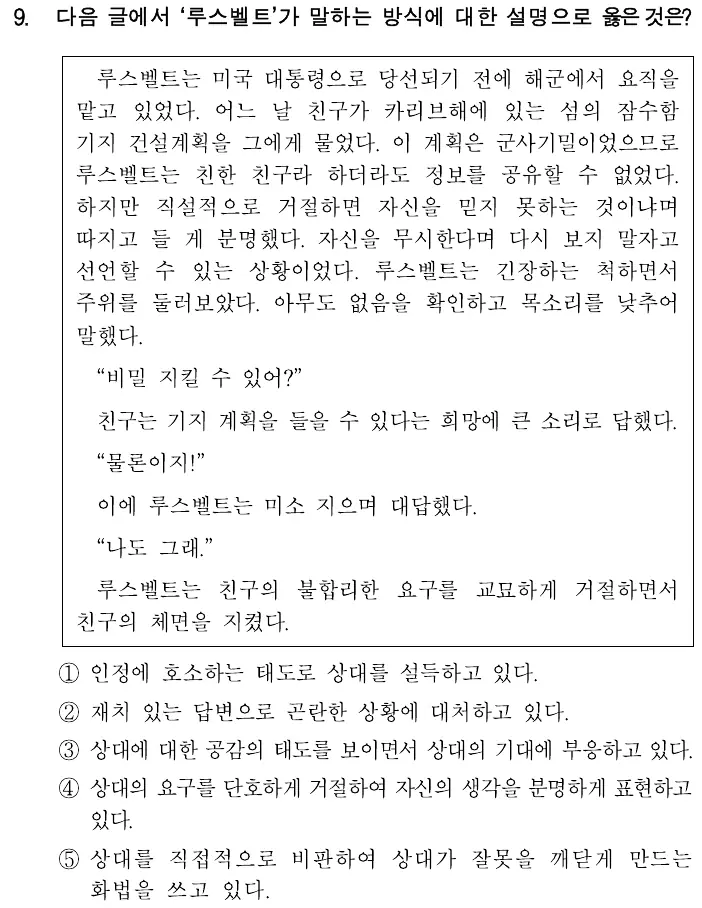 9. 다음 글에서 ‘루스벨트’가 말하는 방식에 대한 설명으로 옳은 것은?
루스벨트는 미국 대통령으로 당선되기 전에 해군에서 요직을
맡고 있었다. 어느 날 친구가 카리브해에 있는 섬의 잠수함
기지 건설계획을 그에게 물었다. 이 계획은 군사기밀이었으므로
루스벨트는 친한 친구라 하더라도 정보를 공유할 수 없었다.
하지만 직설적으로 거절하면 자신을 믿지 못하는 것이냐며
따지고 들 게 분명했다. 자신을 무시한다며 다시 보지 말자고
선언할 수 있는 상황이었다. 루스벨트는 긴장하는 척하면서
주위를 둘러보았다. 아무도 없음을 확인하고 목소리를 낮추어
말했다.
“비밀 지킬 수 있어?”
친구는 기지 계획을 들을 수 있다는 희망에 큰 소리로 답했다.
“물론이지!”
이에 루스벨트는 미소 지으며 대답했다.
“나도 그래.”
루스벨트는 친구의 불합리한 요구를 교묘하게 거절하면서
친구의 체면을 지켰다.
① 인정에 호소하는 태도로 상대를 설득하고 있다.
② 재치 있는 답변으로 곤란한 상황에 대처하고 있다.
③ 상대에 대한 공감의 태도를 보이면서 상대의 기대에 부응하고 있다.
④ 상대의 요구를 단호하게 거절하여 자신의 생각을 분명하게 표현하고
있다.
⑤ 상대를 직접적으로 비판하여 상대가 잘못을 깨닫게 만드는
화법을 쓰고 있다.